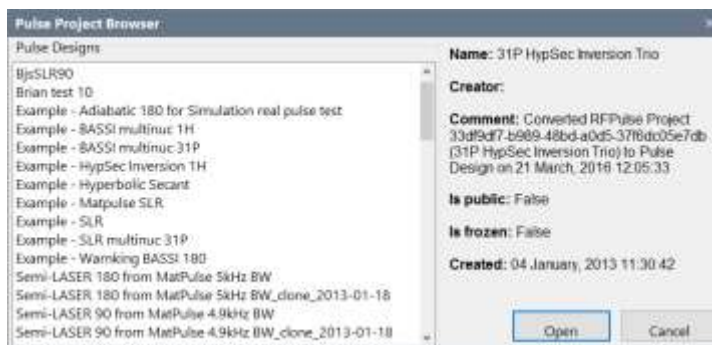 Pulse Project Browser
Pulse Designs
BjsSLR90
Brian test 10
Example - Adiabatic 180 for Simulation real pulse test
Example - BASSI multinuc 1H
Example - BASSI multinuc 31P
Example - HypSec Inversion 1H
Example - Hyperbolic Secant
Example - Matpulse SLR
Example - SLR
Example - SLR multinuc 31P
Example - Warnking BASSI 180
Semi-LASER 180 from MatPulse 5kHz BW
Semi-LASER 180 from MatPulse 5kHz BW_clone_2013-01-18
Semi-LASER 90 from MatPulse 4.9kHz BW
Semi-LASER 90 from MatPulse 4.9kHz BW_clone_2013-01-18
Name: 31P HypSec Inversion Trio
Creator:
Comment: Converted RFPulse Project
33df9df7-b989-48bd-a0d5-37f6dc05e7db
(31P HypSec Inversion Trio) to Pulse
Design on 21 March, 2016 12:05:33
Is public: False
Is frozen: False
Created: 04 January, 2013 11:30:42
Open
Cancel